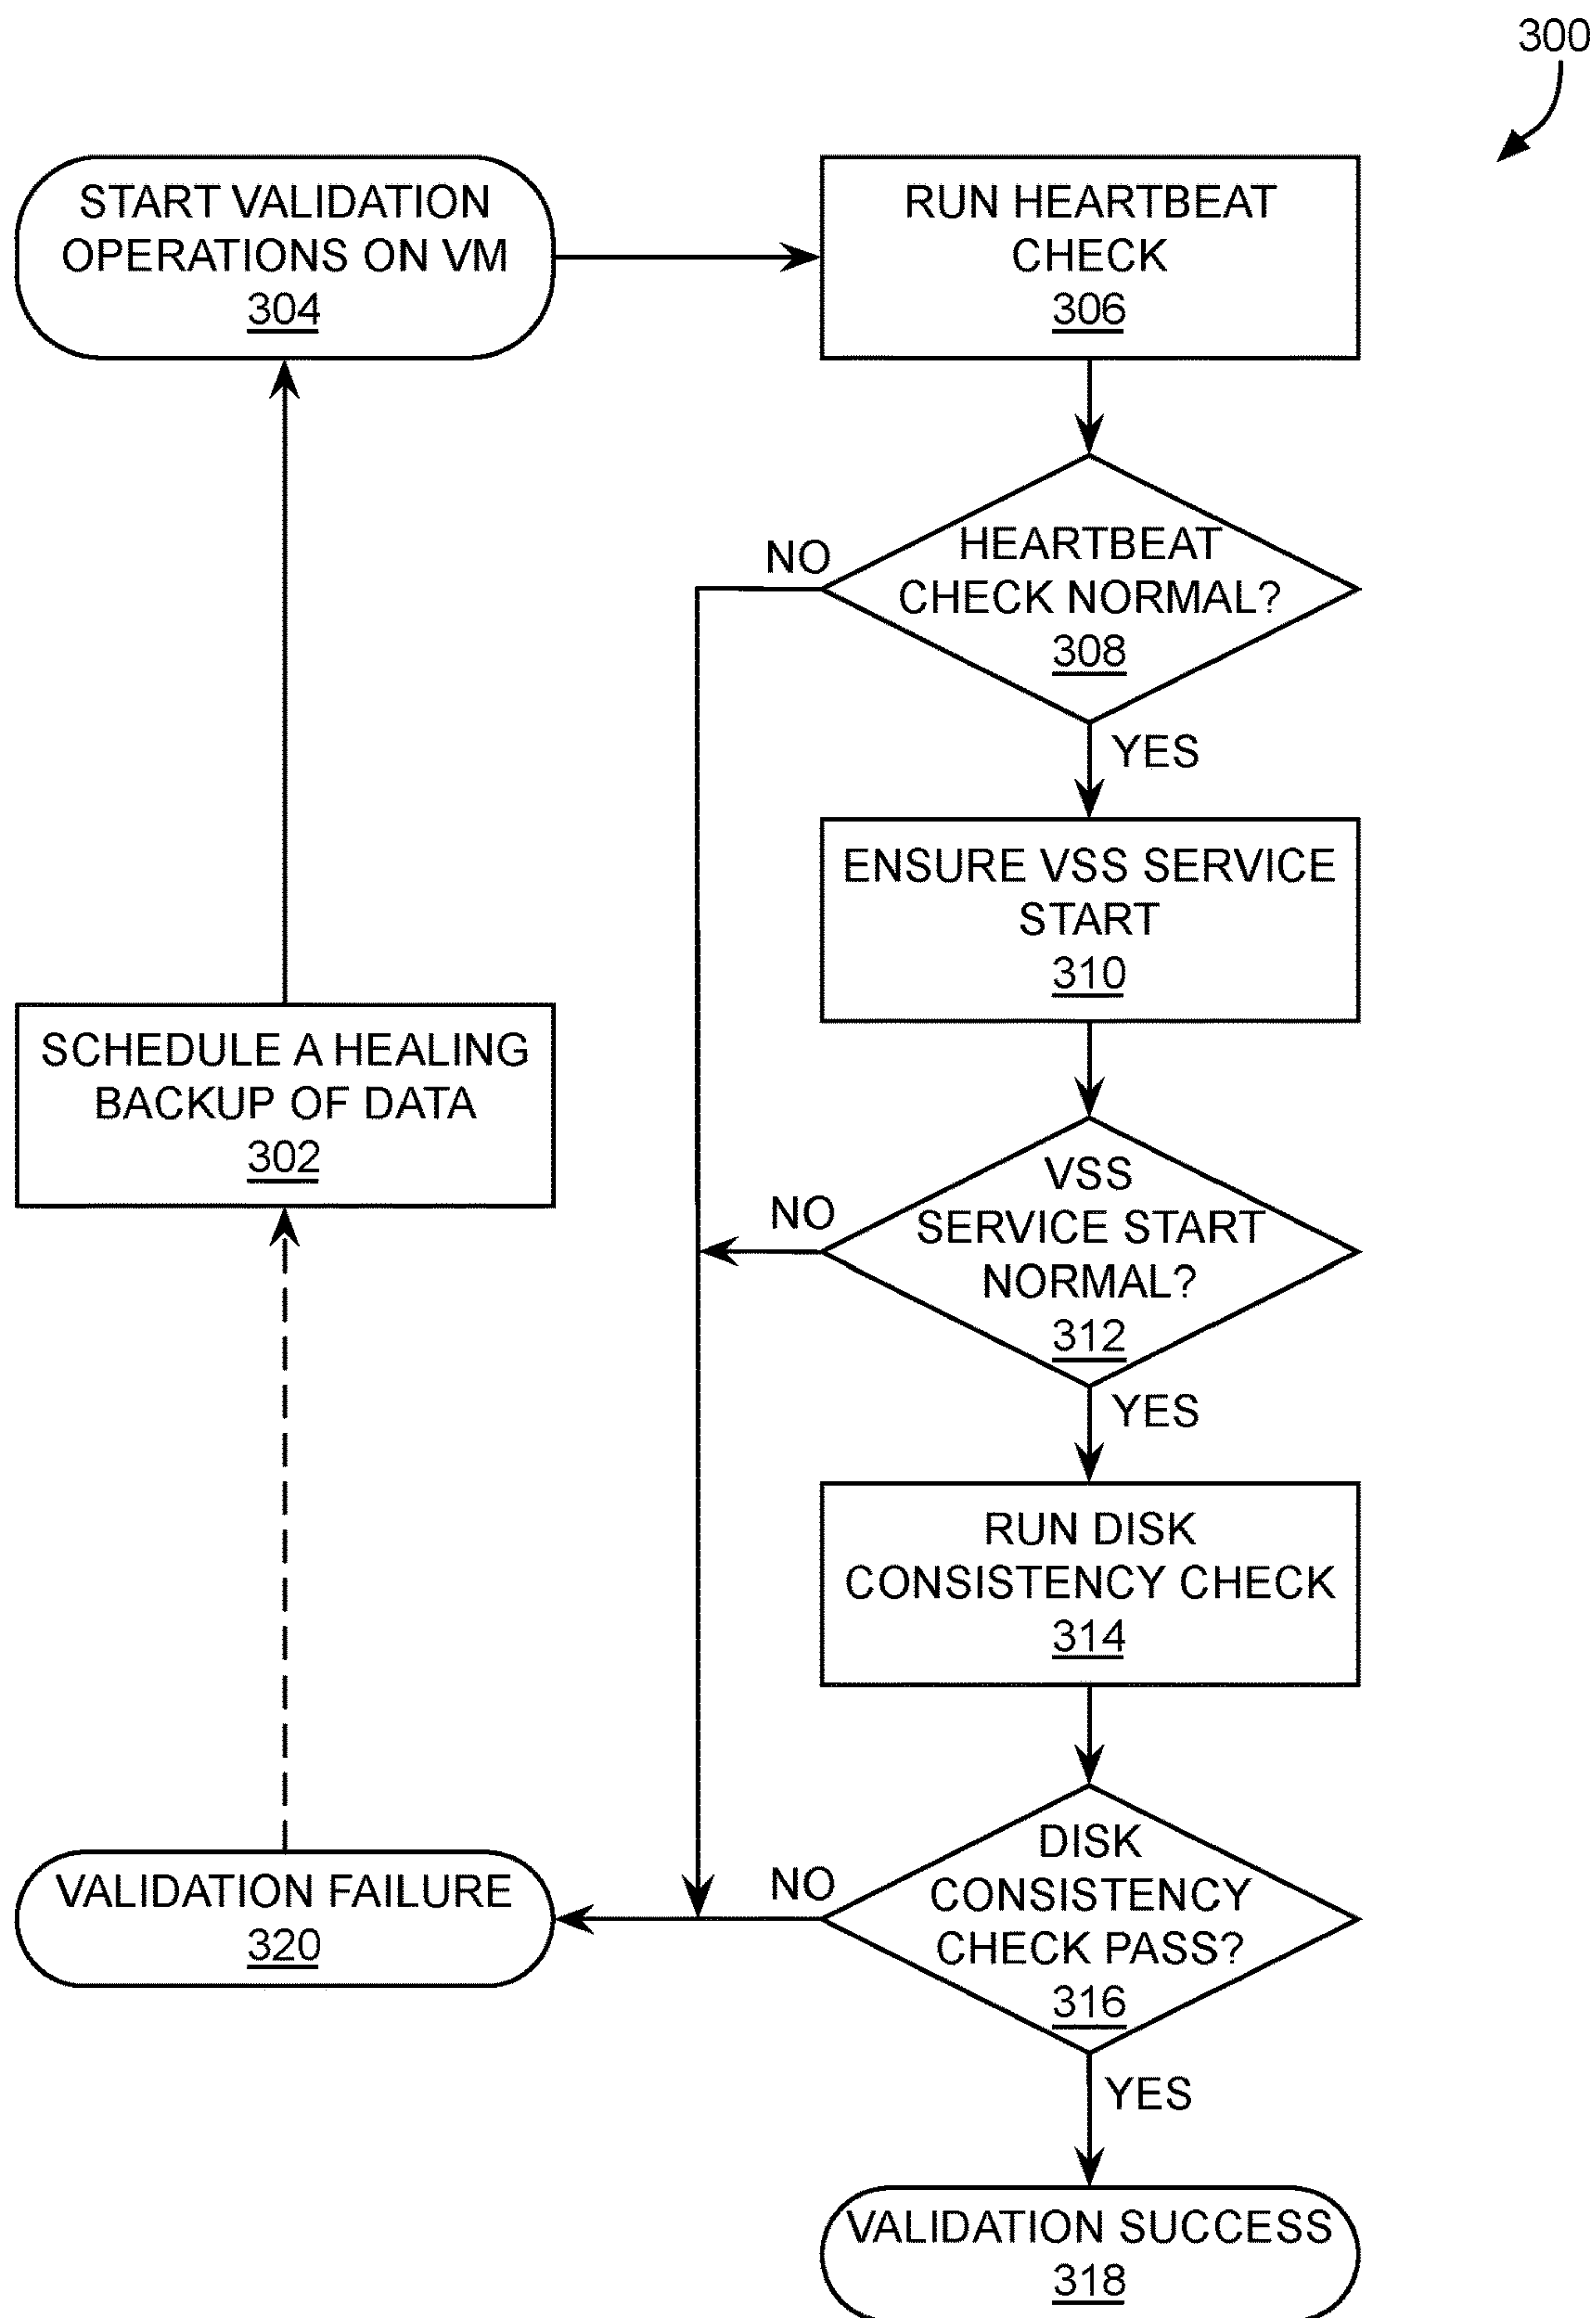 300
START VALIDATION
OPERATIONS ON VM
304
RUN HEARTBEAT
CHECK
306
NO
HEARTBEAT
CHECK NORMAL?
308
YES
ENSURE VSS SERVICE
START
310
SCHEDULE A HEALING
BACKUP OF DATA
302
NO
VSS
SERVICE START
NORMAL?
312
YES
RUN DISK
CONSISTENCY CHECK
314
VALIDATION FAILURE
320
NO
DISK
CONSISTENCY
CHECK PASS?
316
YES
VALIDATION SUCCESS
318